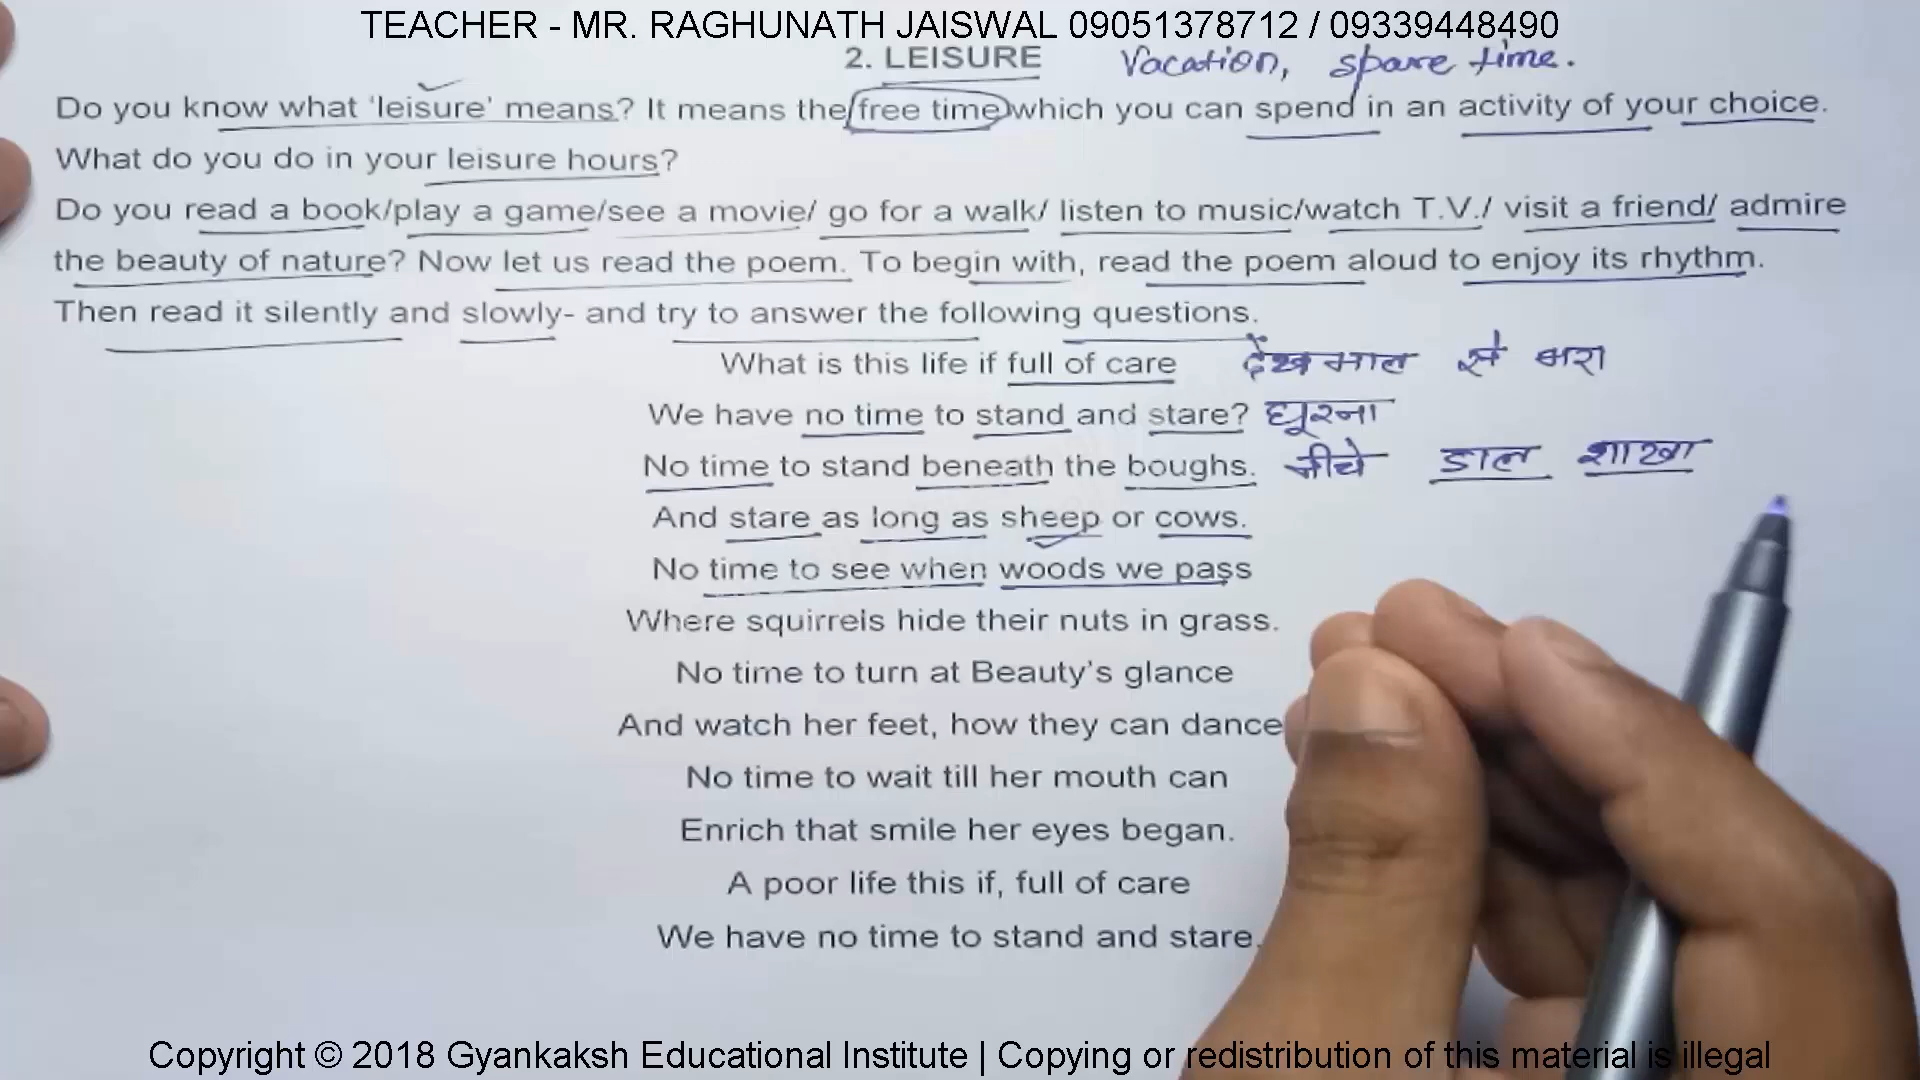 TEACHER - MR. RAGHUNATH JAISWAL 09051378712 / 09339448490
2. LEISURE Vacation, spare time.
Do you know what 'leisure' means? It means the free time which you can spend in an activity of your choice.
What do you do in your leisure hours?
Do you read a book/play a game/see a movie/ go for a walk/ listen to music/watch T.V./ visit a friend/ admire
the beauty of nature? Now let us read the poem. To begin with, read the poem aloud to enjoy its rhythm.
Then read it silently and slowly- and try to answer the following questions.
What is this life if full of care देखभाल से भरा
We have no time to stand and stare? घूरना
No time to stand beneath the boughs. नीचे डाल शाखा
And stare as long as sheep or cows.
No time to see when woods we pass
Where squirrels hide their nuts in grass.
No time to turn at Beauty's glance
And watch her feet, how they can dance
No time to wait till her mouth can
Enrich that smile her eyes began.
A poor life this if, full of care
We have no time to stand and stare.
Copyright © 2018 Gyankaksh Educational Institute | Copying or redistribution of this material is illegal